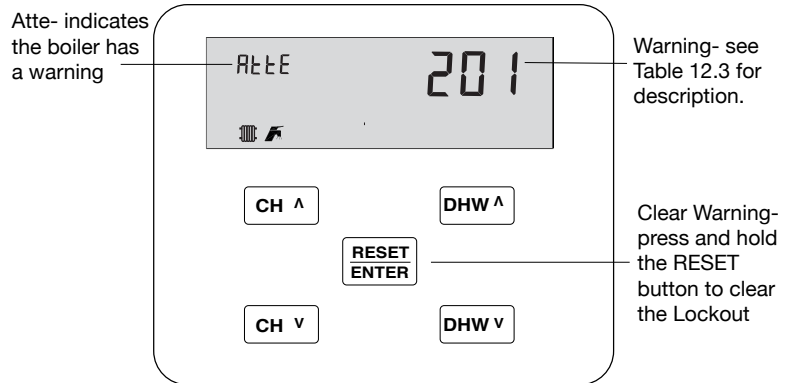 Atte- indicates
the boiler has
a warning
AttE
201
Warning- see
Table 12.3 for
description.
CH ^
DHW ^
RESET
ENTER
Clear Warning-
press and hold
the RESET
button to clear
the Lockout
CH v
DHW v